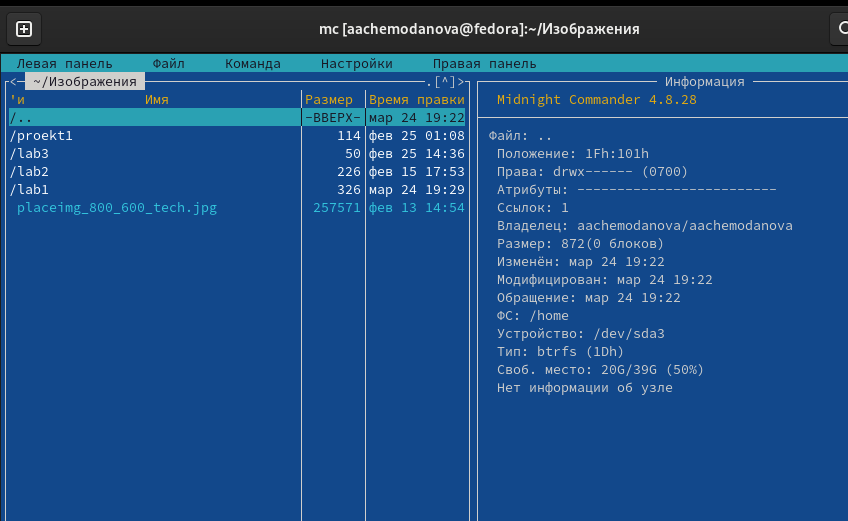 mc [aachemodanova@fedora]:~/Изображения
Левая панель Файл Команда Настройки Правая панель
<─ ~/Изображения .[^]>
'и Имя Размер Время правки
/.. -ВВЕРХ- мар 24 19:22
/proekt1 114 фев 25 01:08
/lab3 50 фев 25 14:36
/lab2 226 фев 15 17:53
/lab1 326 мар 24 19:29
placeimg_800_600_tech.jpg 257571 фев 13 14:54
Информация
Midnight Commander 4.8.28
Файл: ..
Положение: 1Fh:101h
Права: drwx------ (0700)
Атрибуты: -------------------------
Ссылок: 1
Владелец: aachemodanova/aachemodanova
Размер: 872(0 блоков)
Изменён: мар 24 19:22
Модифицирован: мар 24 19:22
Обращение: мар 24 19:22
ФС: /home
Устройство: /dev/sda3
Тип: btrfs (1Dh)
Своб. место: 20G/39G (50%)
Нет информации об узле